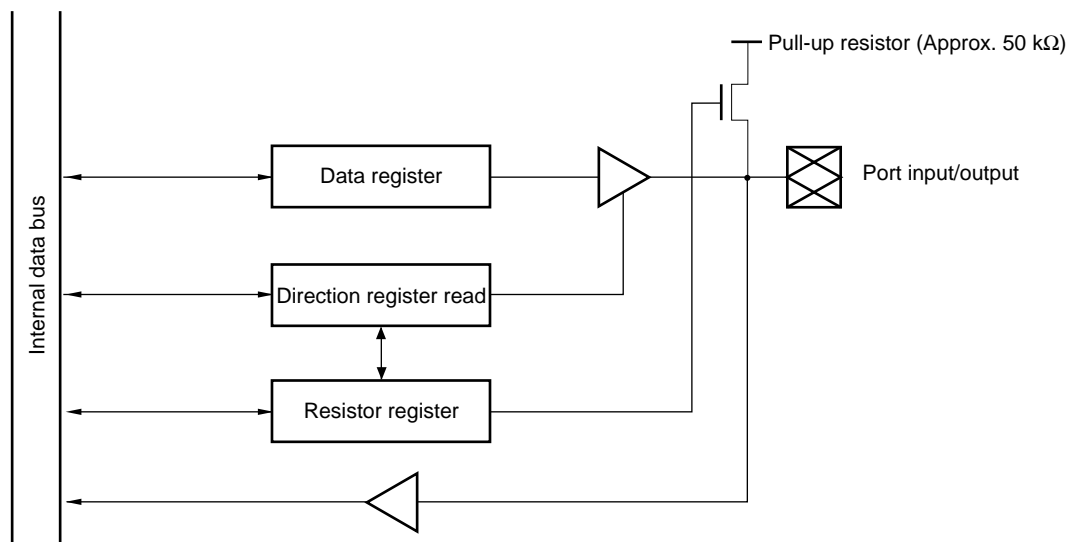 Pull-up resistor (Approx. 50 kΩ)
Data register
Port input/output
Internal data bus
Direction register read
Resistor register